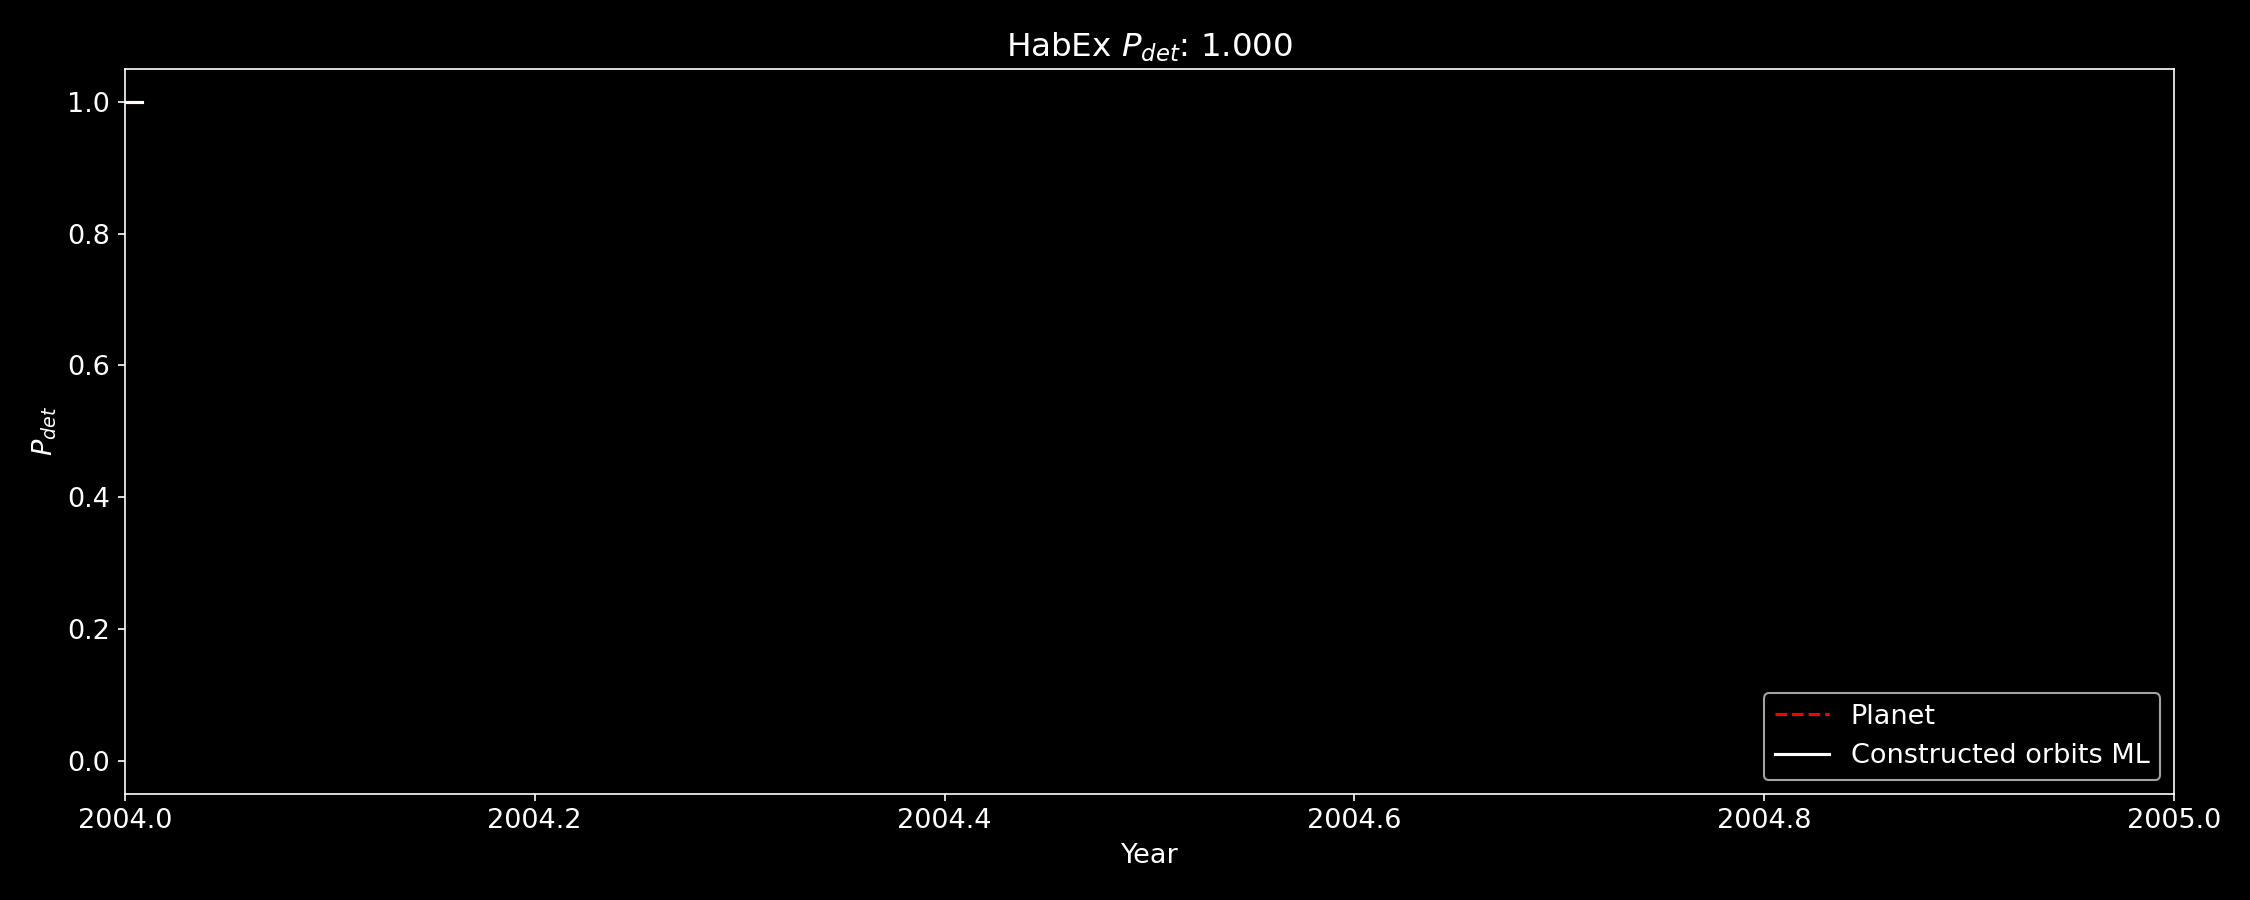 HabEx P_det: 1.000
1.0
0.8
0.6
0.4
0.2
0.0
P_det
Planet
Constructed orbits ML
2004.0 2004.2 2004.4 2004.6 2004.8 2005.0
Year